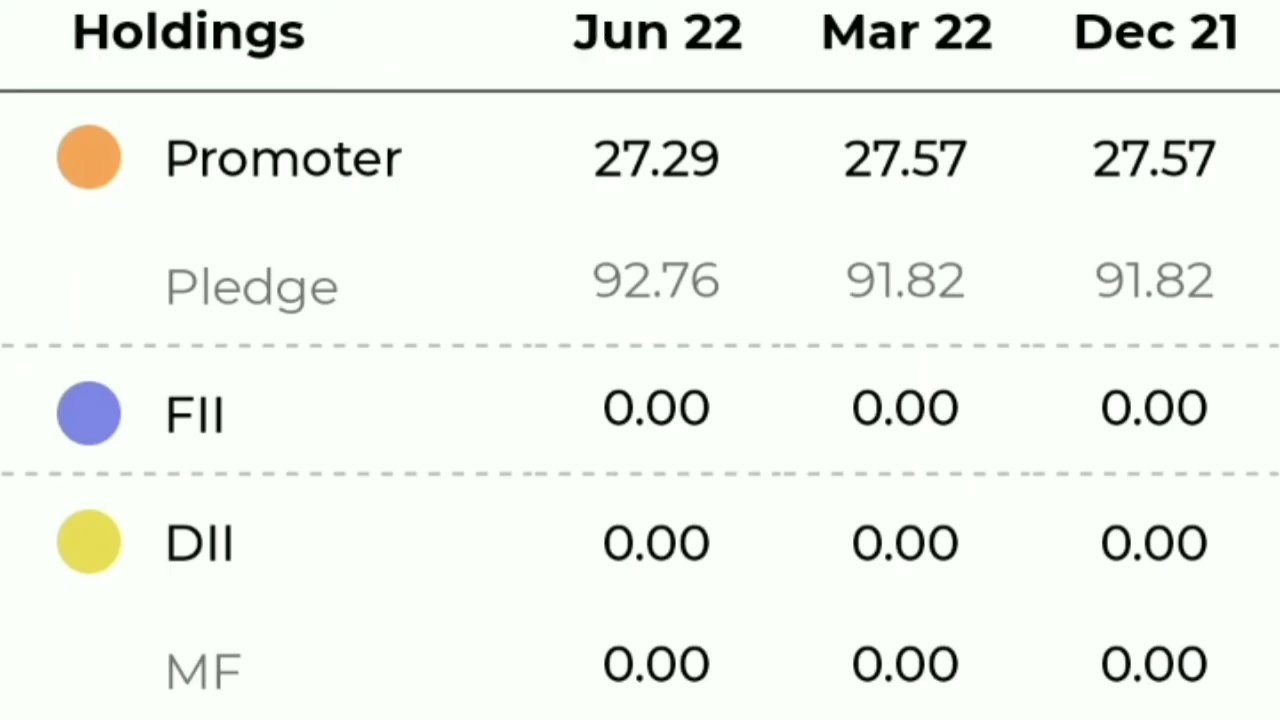 Holdings Jun 22 Mar 22 Dec 21
Promoter 27.29 27.57 27.57
Pledge 92.76 91.82 91.82
FII 0.00 0.00 0.00
DII 0.00 0.00 0.00
MF 0.00 0.00 0.00